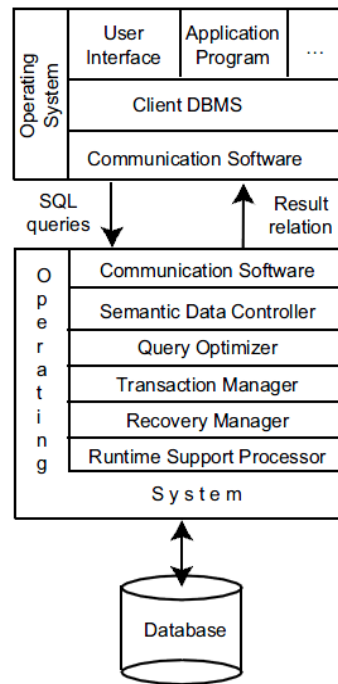 Operating
System
User
Interface
Application
Program
...
Client DBMS
Communication Software
SQL
queries
Result
relation
Operating
Communication Software
Semantic Data Controller
Query Optimizer
Transaction Manager
Recovery Manager
Runtime Support Processor
System
Database